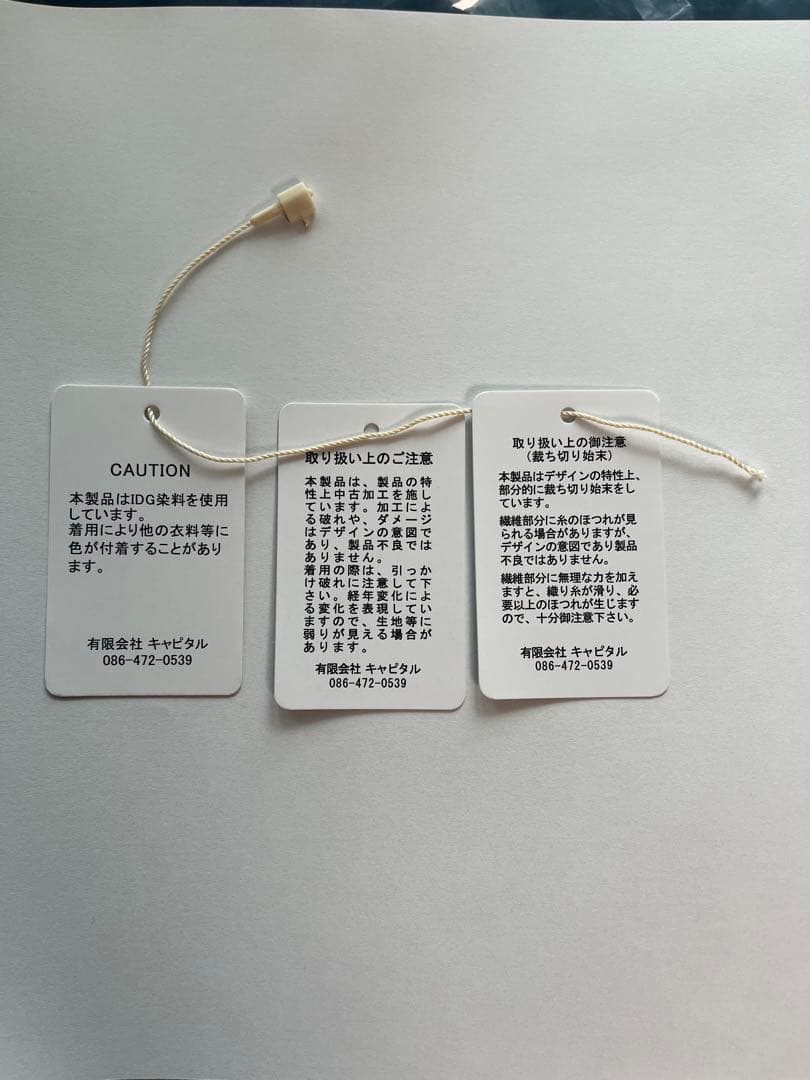 CAUTION
本製品はIDG染料を使用
しています。
着用により他の衣料等に
色が付着することがあり
ます。
有限会社 キャピタル
086-472-0539
取り扱い上のご注意
本製品は、製品の特
性上中古加工を施し
ています。加工によ
る破れや、ダメージ
はデザインの意図で
あり、製品不良では
ありません。
着用の際は、引っか
け破れに注意して下
さい。経年変化によ
る変化を表現してい
ますので、生地等に
弱りが見える場合が
あります。
有限会社 キャピタル
086-472-0539
取り扱い上の御注意
(裁ち切り始末)
本製品はデザインの特性上、
部分的に裁ち切り始末をし
ています。
繊維部分に糸のほつれが見
られる場合がありますが、
デザインの意図であり製品
不良ではありません。
繊維部分に無理な力を加え
ますと、織り糸が滑り、必
要以上のほつれが生じます
ので、十分御注意下さい。
有限会社 キャピタル
086-472-0539